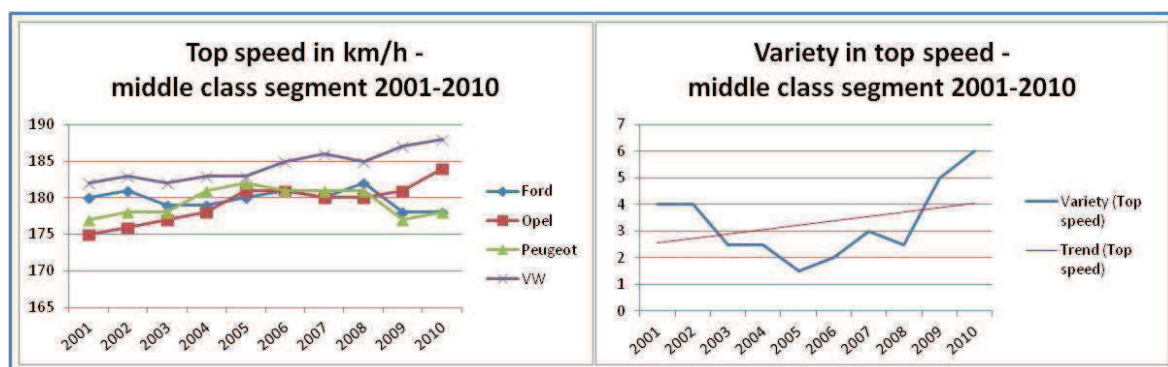 Top speed in km/h -
middle class segment 2001-2010
190
185
180
175
170
165
2001
2002
2003
2004
2005
2006
2007
2008
2009
2010
Ford
Opel
Peugeot
VW
Variety in top speed -
middle class segment 2001-2010
7
6
5
4
3
2
1
0
2001
2002
2003
2004
2005
2006
2007
2008
2009
2010
Variety (Top
speed)
Trend (Top
speed)